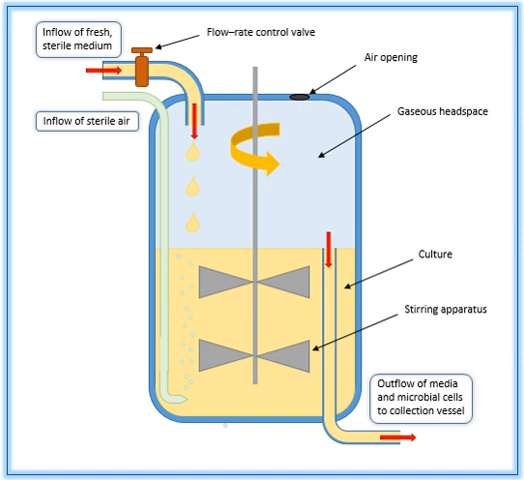 Inflow of fresh,
sterile medium
Flow–rate control valve
Air opening
Gaseous headspace
Inflow of sterile air
Culture
Stirring apparatus
Outflow of media
and microbial cells
to collection vessel